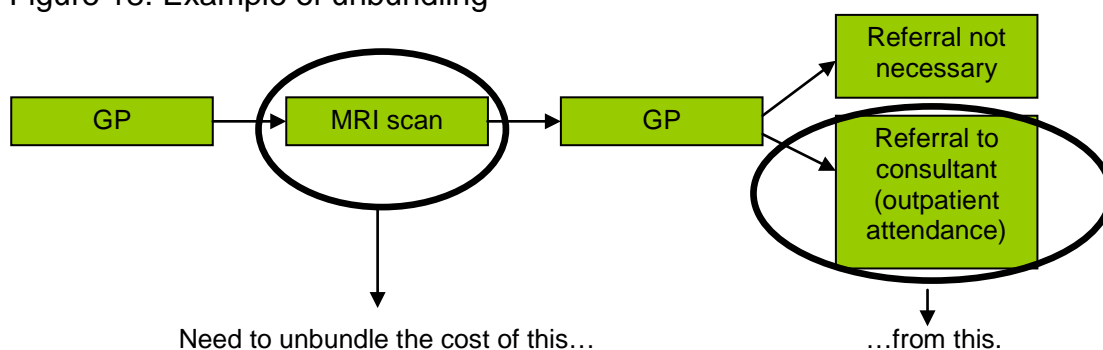 Figure 18: Example of unbundling
GP
MRI scan
GP
Referral not
necessary
Referral to
consultant
(outpatient
attendance)
Need to unbundle the cost of this…
…from this.